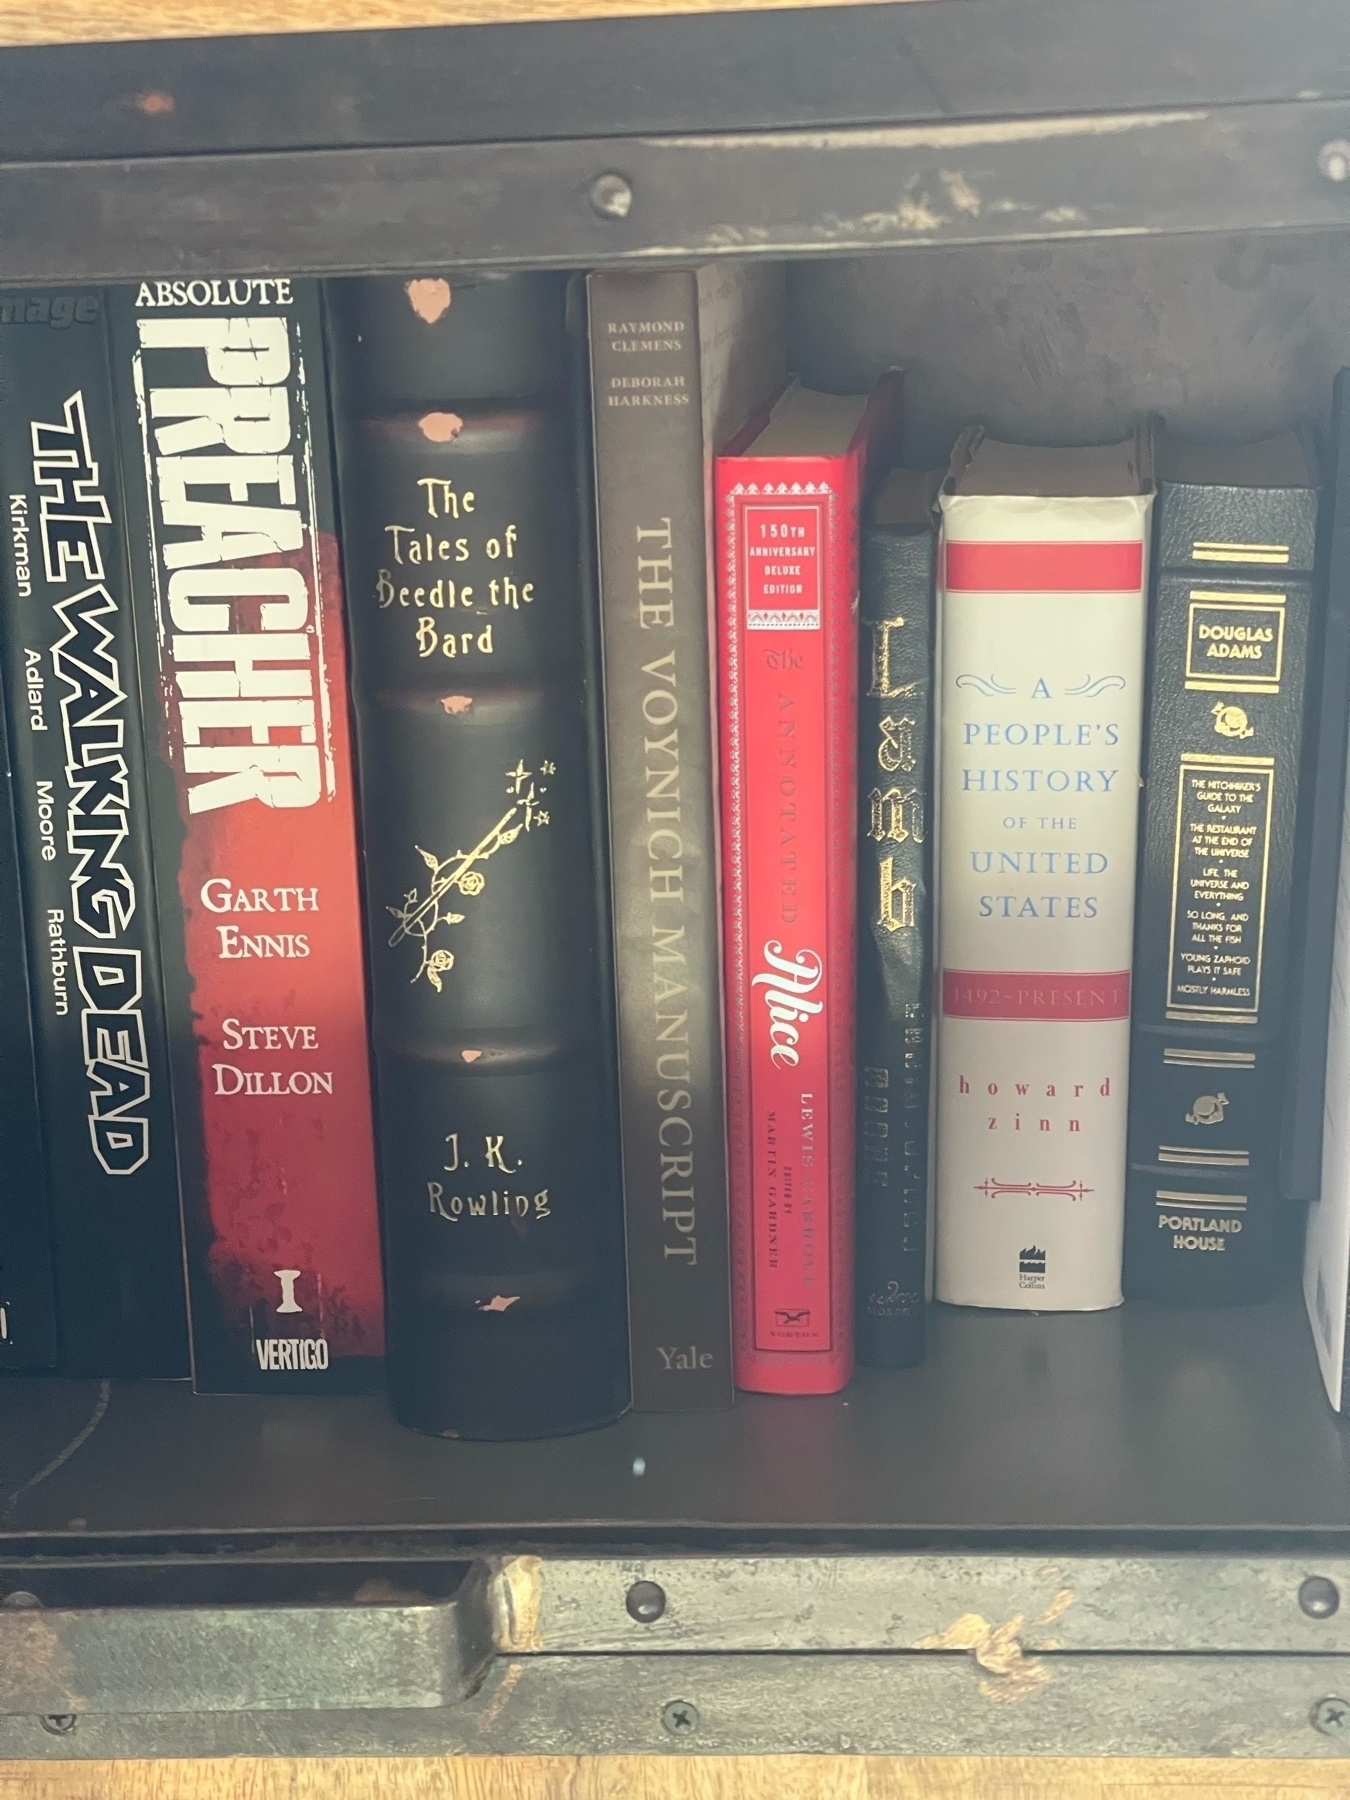 mage
THE WALKING DEAD
Kirkman Adlard Moore Rathburn
ABSOLUTE
PREACHER
GARTH
ENNIS
STEVE
DILLON
I
VERTIGO
The
Tales of
Beedle the
Bard
J. K.
Rowling
RAYMOND
CLEMENS
DEBORAH
HARKNESS
THE VOYNICH MANUSCRIPT
Yale
150TH
ANNIVERSARY
DELUXE
EDITION
The ANNOTATED Alice
LEWIS CARROLL
EDITED BY
MARTIN GARDNER
NORTON
Lamb
A
PEOPLE'S
HISTORY
OF THE
UNITED
STATES
1492-PRESENT
howard
zinn
Harper
Collins
DOUGLAS
ADAMS
THE HITCHHIKER'S
GUIDE TO THE
GALAXY
THE RESTAURANT
AT THE END OF
THE UNIVERSE
LIFE, THE
UNIVERSE AND
EVERYTHING
SO LONG, AND
THANKS FOR
ALL THE FISH
YOUNG ZAPHOD
PLAYS IT SAFE
MOSTLY HARMLESS
PORTLAND
HOUSE